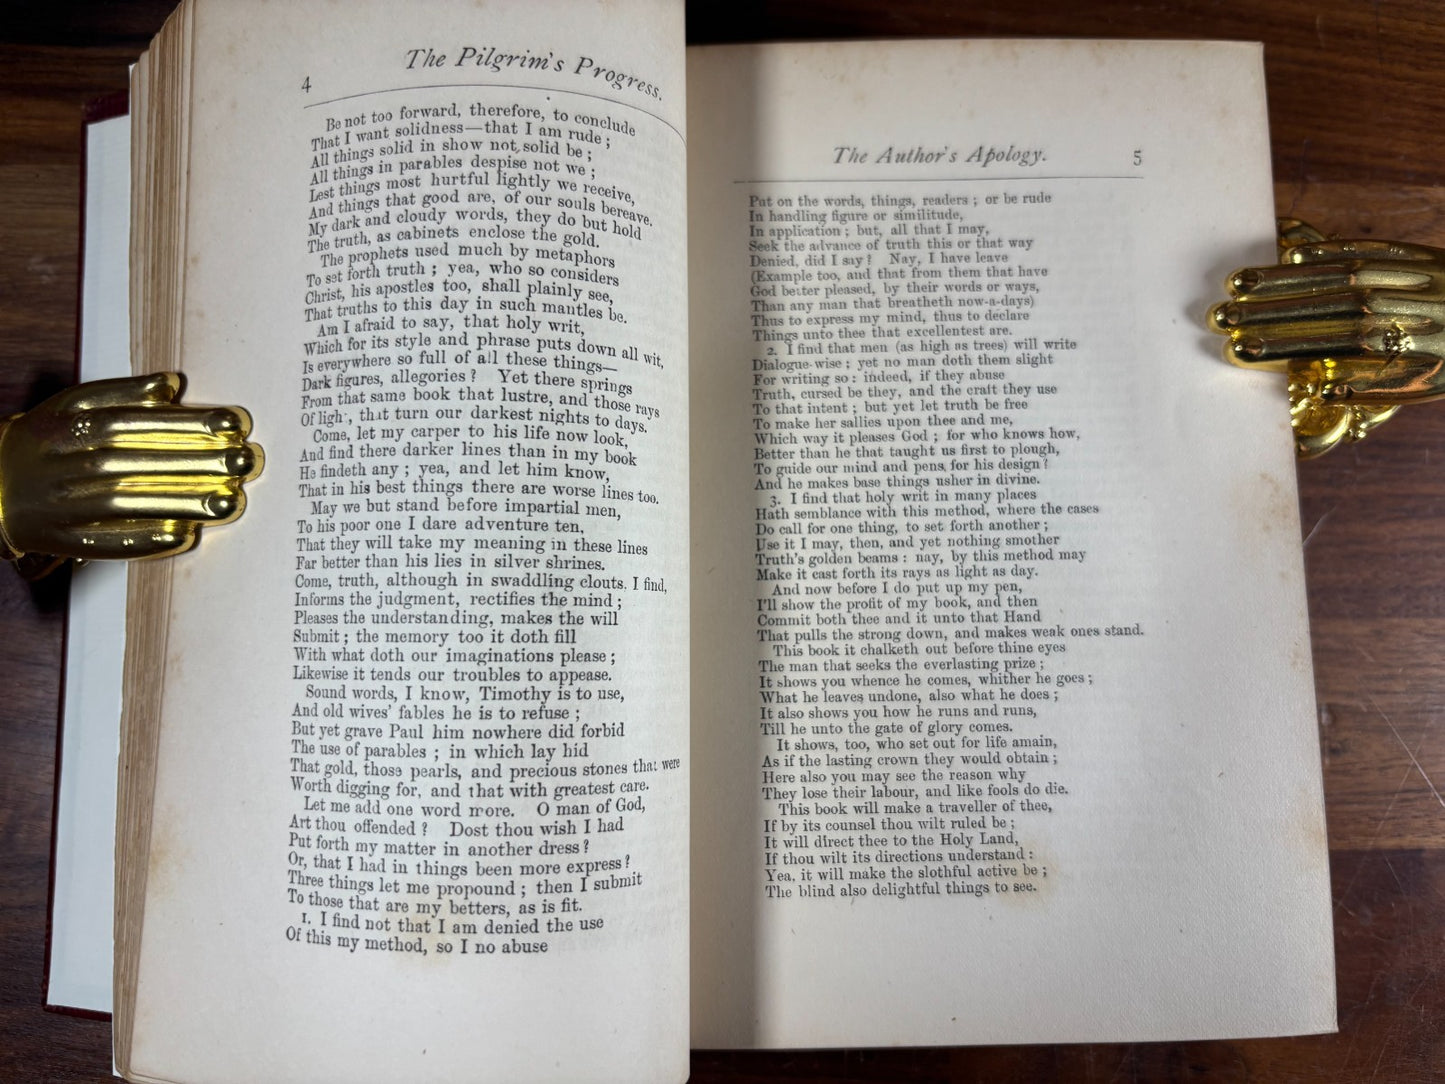 4
The Pilgrim's Progress.
Be not too forward, therefore, to conclude
That I want solidness—that I am rude ;
All things solid in show not solid be ;
All things in parables despise not we ;
Lest things most hurtful lightly we receive,
And things that good are, of our souls bereave.
My dark and cloudy words, they do but hold
The truth, as cabinets enclose the gold.
The prophets used much by metaphors
To set forth truth ; yea, who so considers
Christ, his apostles too, shall plainly see,
That truths to this day in such mantles be.
Am I afraid to say, that holy writ,
Which for its style and phrase puts down all wit,
Is everywhere so full of all these things—
Dark figures, allegories ? Yet there springs
From that same book that lustre, and those rays
Of light, that turn our darkest nights to days.
Come, let my carper to his life now look,
And find there darker lines than in my book
He findeth any ; yea, and let him know,
That in his best things there are worse lines too.
May we but stand before impartial men,
To his poor one I dare adventure ten,
That they will take my meaning in these lines
Far better than his lies in silver shrines.
Come, truth, although in swaddling clouts, I find,
Informs the judgment, rectifies the mind ;
Pleases the understanding, makes the will
Submit ; the memory too it doth fill
With what doth our imaginations please ;
Likewise it tends our troubles to appease.
Sound words, I know, Timothy is to use,
And old wives' fables he is to refuse ;
But yet grave Paul him nowhere did forbid
The use of parables ; in which lay hid
That gold, those pearls, and precious stones that were
Worth digging for, and that with greatest care.
Let me add one word more. O man of God,
Art thou offended ? Dost thou wish I had
Put forth my matter in another dress ?
Or, that I had in things been more express ?
Three things let me propound ; then I submit
To those that are my betters, as is fit.
1. I find not that I am denied the use
Of this my method, so I no abuse
The Author's Apology.
5
Put on the words, things, readers ; or be rude
In handling figure or similitude,
In application ; but, all that I may,
Seek the advance of truth this or that way
Denied, did I say ? Nay, I have leave
(Example too, and that from them that have
God better pleased, by their words or ways,
Than any man that breatheth now-a-days)
Thus to express my mind, thus to declare
Things unto thee that excellentest are.
2. I find that men (as high as trees) will write
Dialogue-wise ; yet no man doth them slight
For writing so : indeed, if they abuse
Truth, cursed be they, and the craft they use
To that intent ; but yet let truth be free
To make her sallies upon thee and me,
Which way it pleases God ; for who knows how,
Better than he that taught us first to plough,
To guide our mind and pens for his design ?
And he makes base things usher in divine.
3. I find that holy writ in many places
Hath semblance with this method, where the cases
Do call for one thing, to set forth another ;
Use it I may, then, and yet nothing smother
Truth's golden beams : nay, by this method may
Make it cast forth its rays as light as day.
And now before I do put up my pen,
I'll show the profit of my book, and then
Commit both thee and it unto that Hand
That pulls the strong down, and makes weak ones stand.
This book it chalketh out before thine eyes
The man that seeks the everlasting prize ;
It shows you whence he comes, whither he goes ;
What he leaves undone, also what he does ;
It also shows you how he runs and runs,
Till he unto the gate of glory comes.
It shows, too, who set out for life amain,
As if the lasting crown they would obtain ;
Here also you may see the reason why
They lose their labour, and like fools do die.
This book will make a traveller of thee,
If by its counsel thou wilt ruled be ;
It will direct thee to the Holy Land,
If thou wilt its directions understand :
Yea, it will make the slothful active be ;
The blind also delightful things to see.